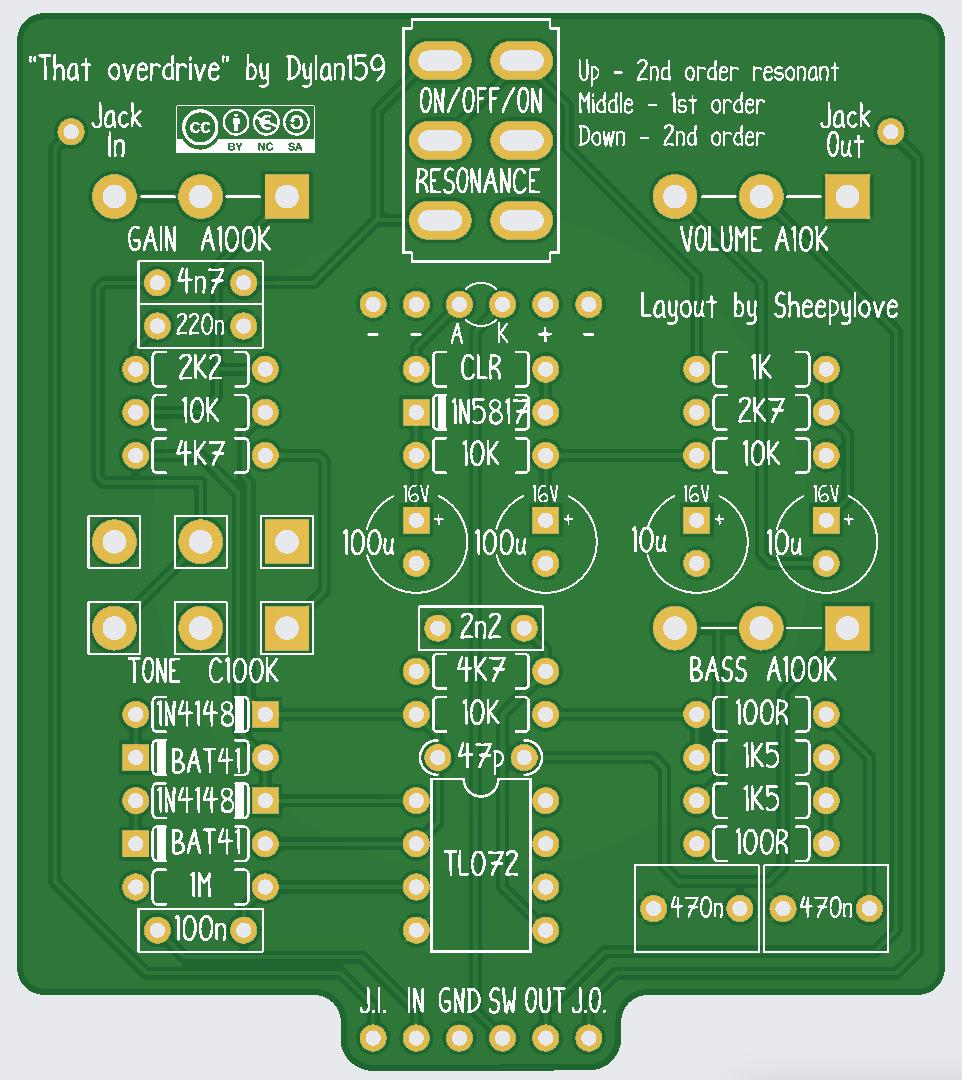 "That overdrive" by Dylan159
Up - 2nd order resonant
Middle - 1st order
Down - 2nd order
Jack
In
cc
BY NC SA
ON/OFF/ON
RESONANCE
Jack
Out
GAIN A100K
VOLUME A10K
4n7
220n
- - A K + -
Layout by Sheepylove
2K2
CLR
1K
10K
1N5817
2K7
4K7
10K
10K
16V
16V
16V
16V
+
+
+
+
100u
100u
10u
10u
2n2
TONE C100K
4K7
BASS A100K
1N4148
10K
100R
BAT41
47p
1K5
1N4148
1K5
BAT41
TL072
100R
1M
100n
470n
470n
J.I. IN GND SW OUT J.O.